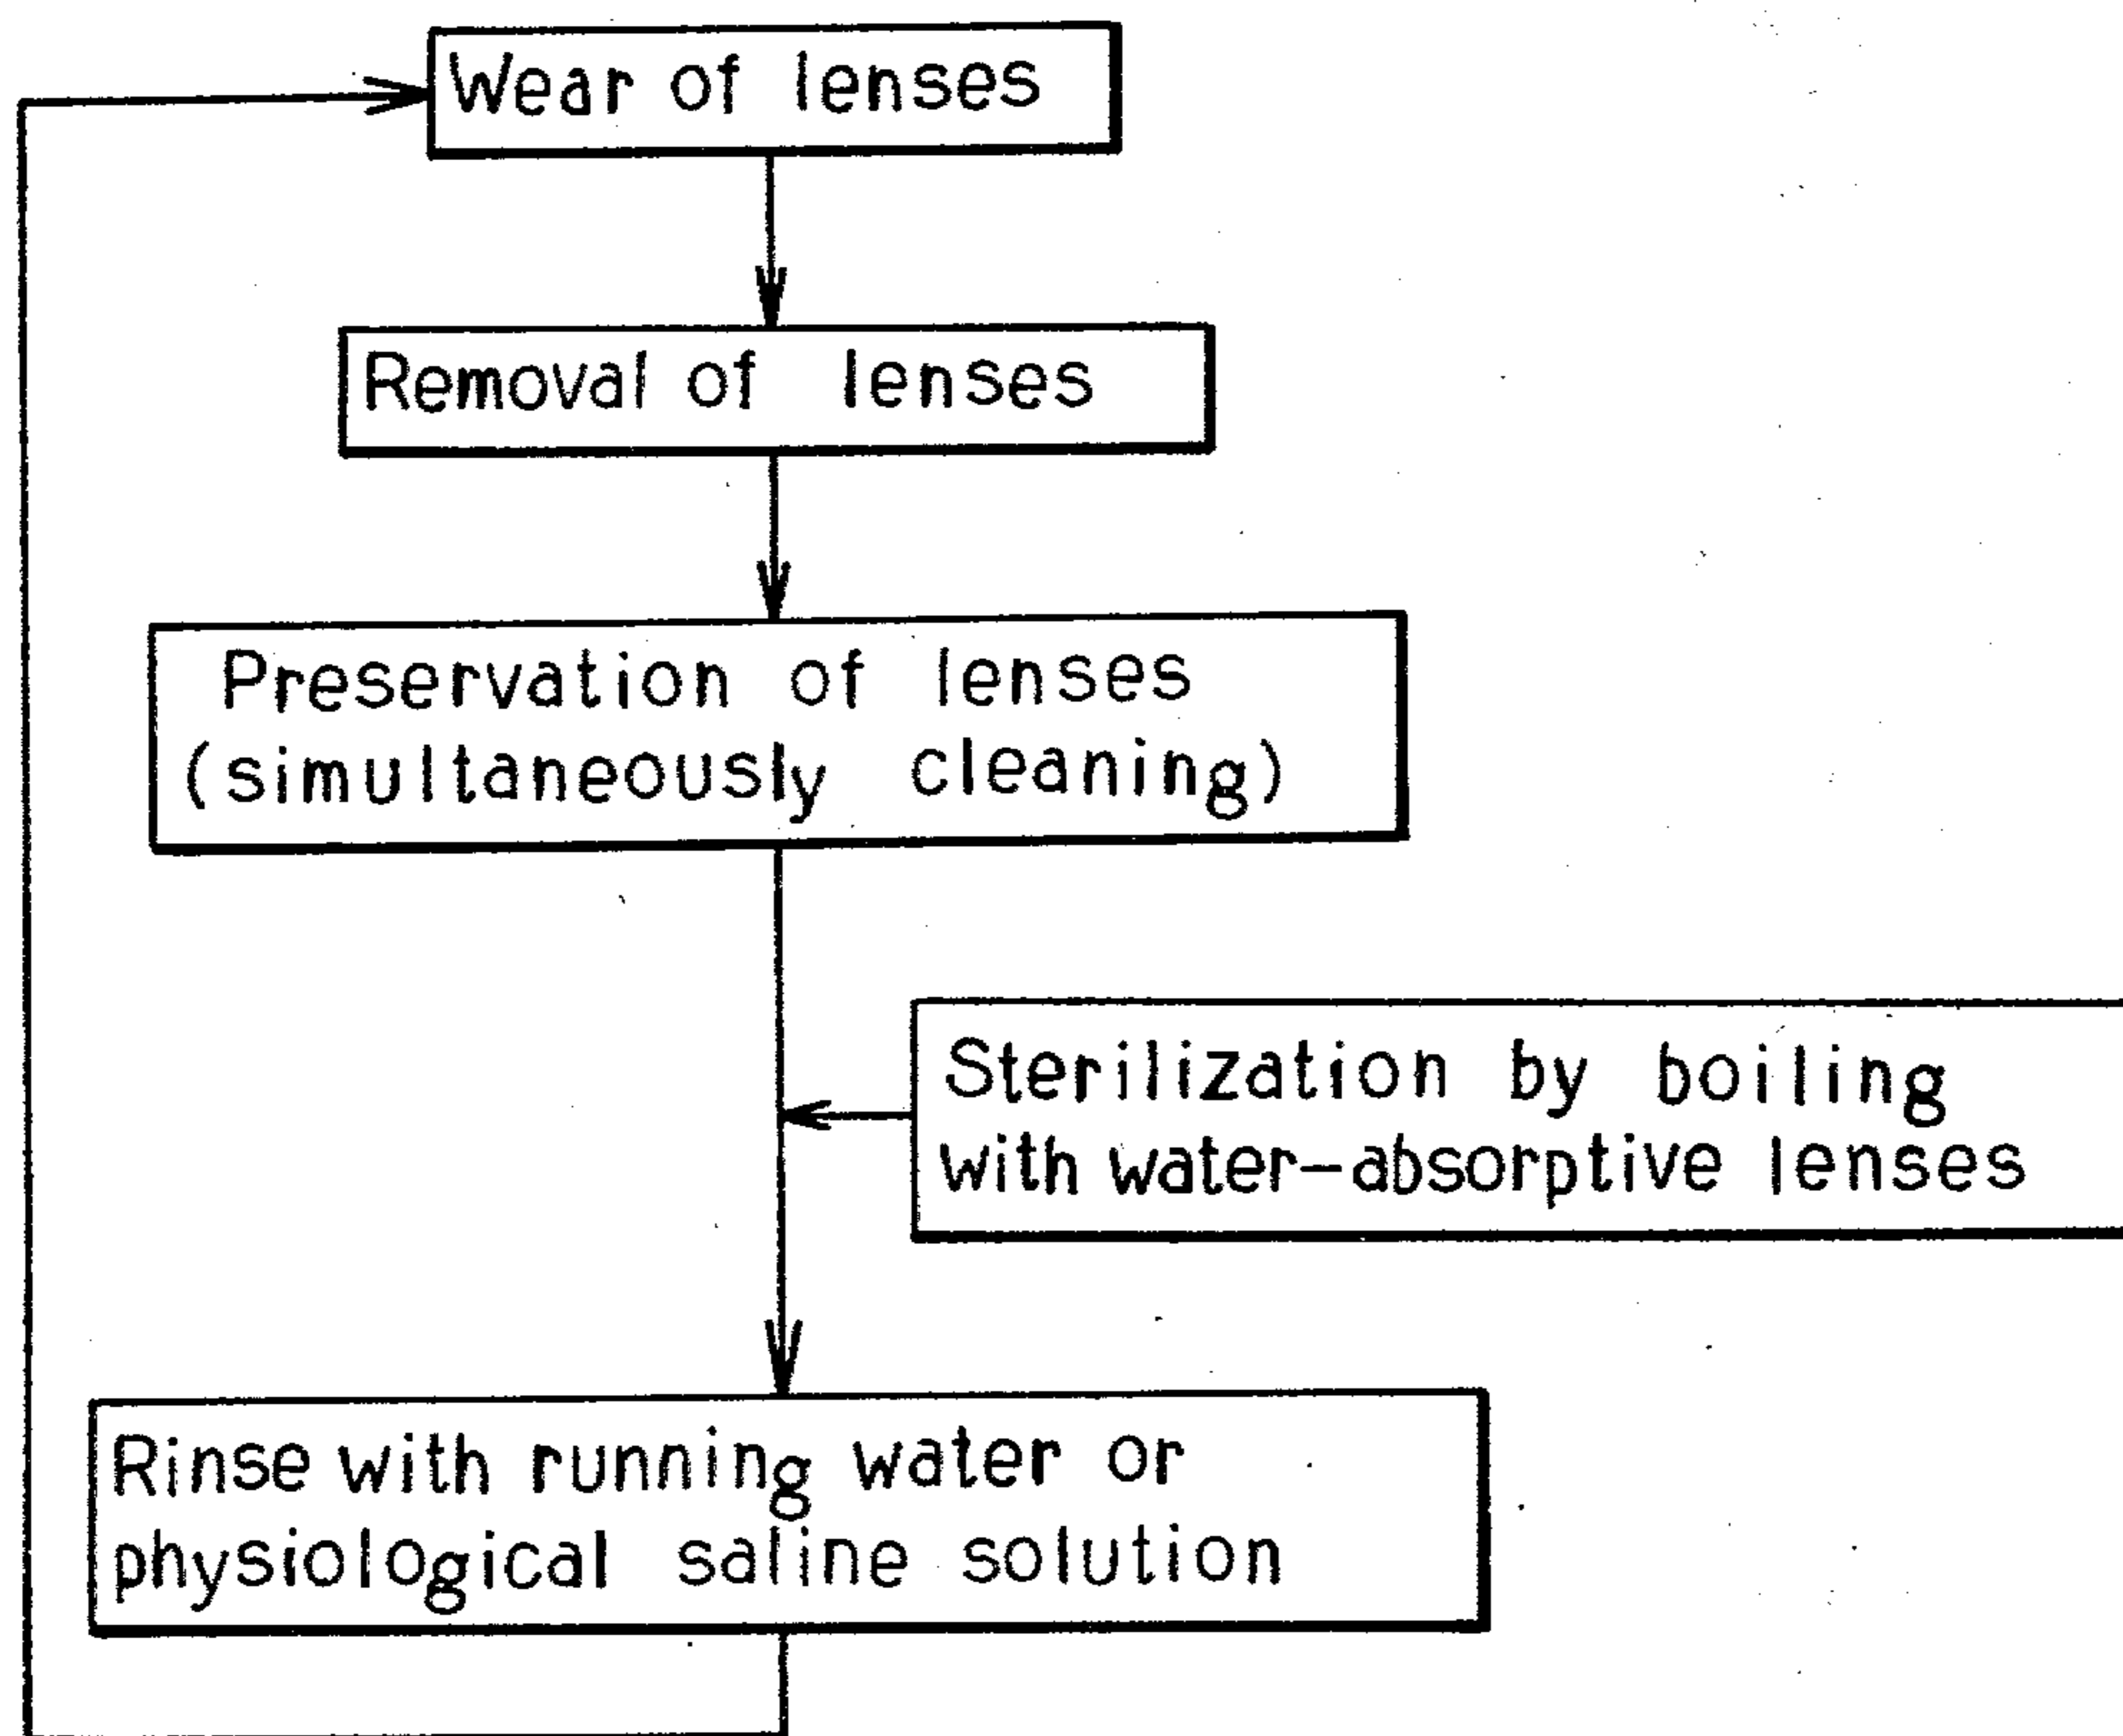 Wear of lenses
Removal of lenses
Preservation of lenses
(simultaneously cleaning)
Sterilization by boiling
with water-absorptive lenses
Rinse with running water or
physiological saline solution